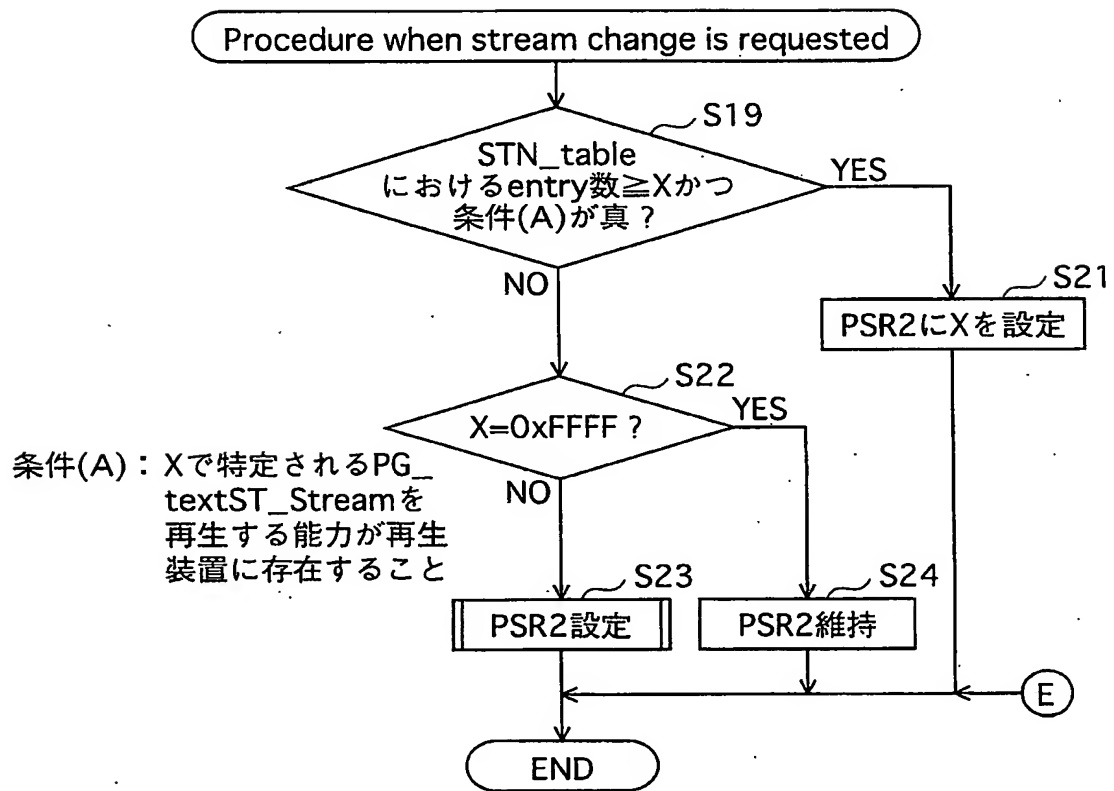 Procedure when stream change is requested
S19
STN_table
におけるentry数≧Xかつ
条件(A)が真?
YES
NO
S21
PSR2にXを設定
S22
X=0xFFFF?
YES
NO
条件(A):Xで特定されるPG_
textST_Streamを
再生する能力が再生
装置に存在すること
S23
PSR2設定
S24
PSR2維持
E
END